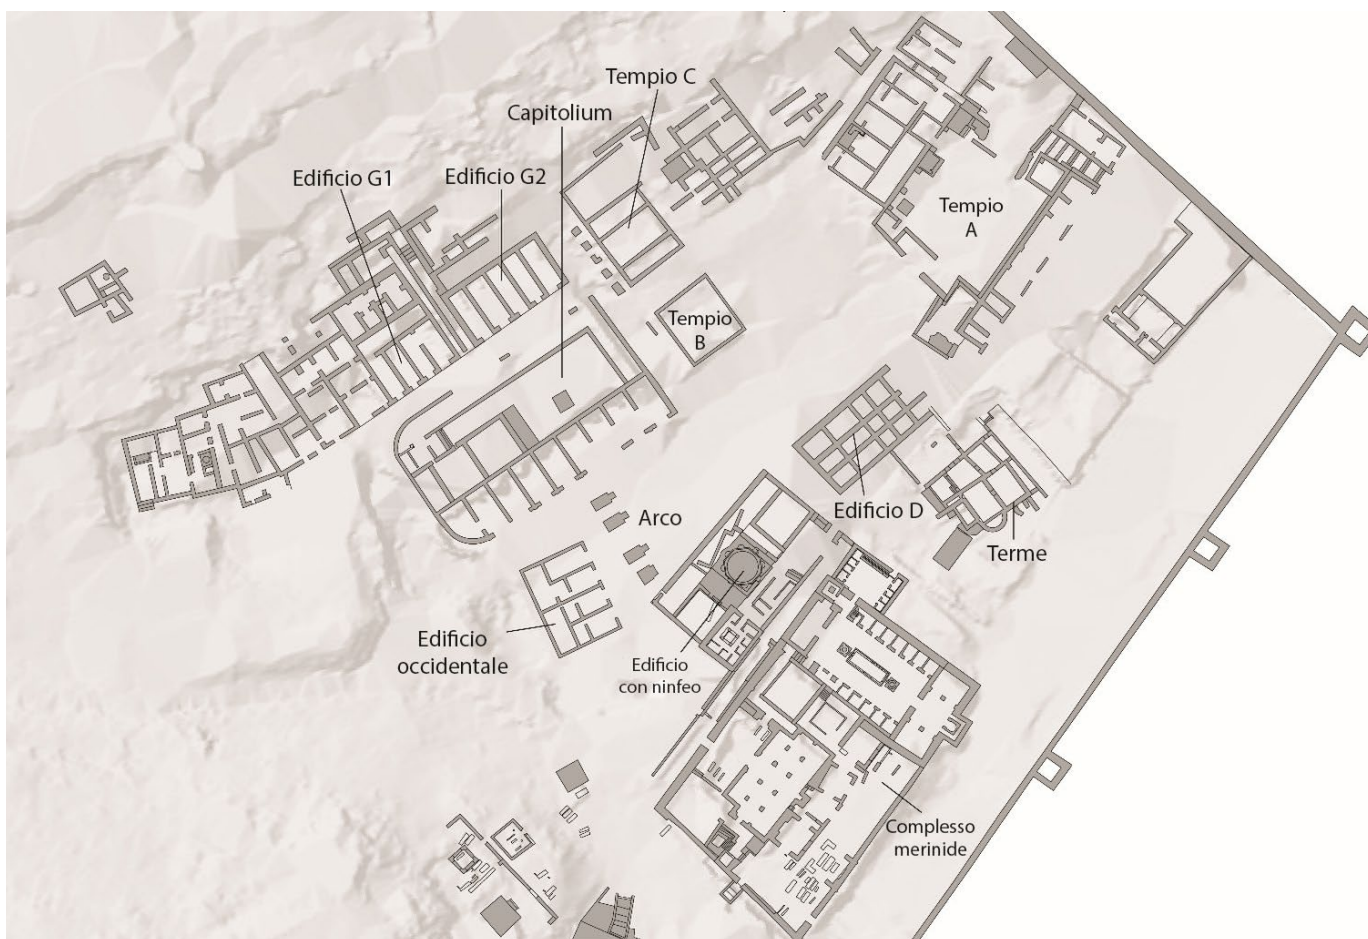 Tempio C
Capitolium
Edificio G1
Edificio G2
Tempio
A
Tempio
B
Edificio D
Arco
Terme
Edificio
occidentale
Edificio
con ninfeo
Complesso
merinide